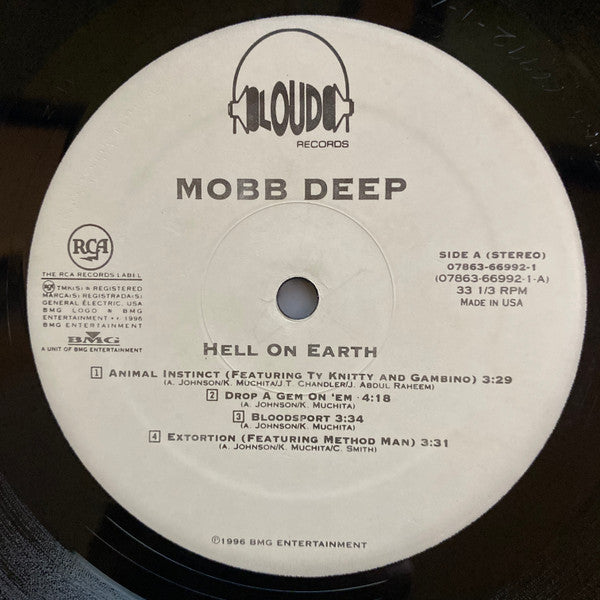 LOUD
RECORDS
MOBB DEEP
RCA
THE RCA RECORDS LABEL
TMK(S) ® REGISTERED
MARCA(S) REGISTRADA(S)
GENERAL ELECTRIC, USA
BMG LOGO ® BMG
ENTERTAINMENT • ℗ 1996
BMG ENTERTAINMENT
BMG
A UNIT OF BMG ENTERTAINMENT
SIDE A (STEREO)
07863-66992-1
(07863-66992-1-A)
33 1/3 RPM
MADE IN USA
HELL ON EARTH
1 ANIMAL INSTINCT (FEATURING TY KNITTY AND GAMBINO) 3:29
(A. JOHNSON/K. MUCHITA/J T. CHANDLER/J. ABDUL RAHEEM)
2 DROP A GEM ON 'EM · 4:18
(A. JOHNSON/K. MUCHITA)
3 BLOODSPORT 3:34
(A. JOHNSON/K. MUCHITA)
4 EXTORTION (FEATURING METHOD MAN) 3:31
(A. JOHNSON/K. MUCHITA/C. SMITH)
℗1996 BMG ENTERTAINMENT